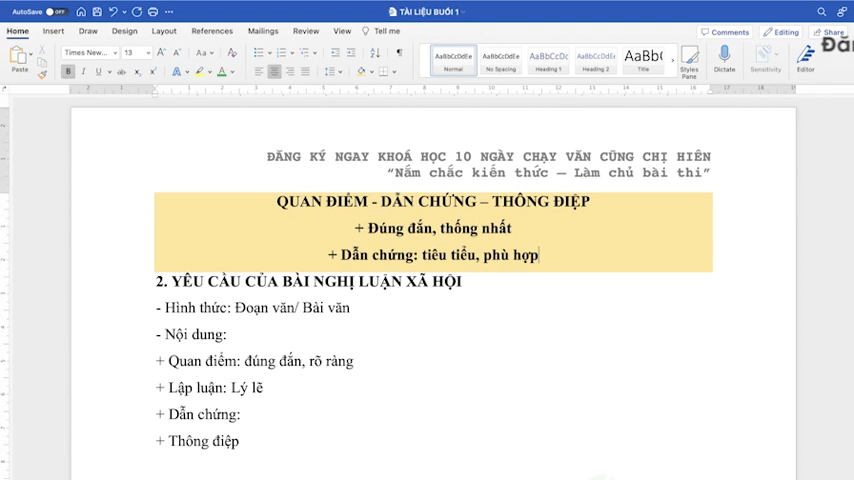 AutoSave OFF TÀI LIỆU BUỔI 1
Home Insert Draw Design Layout References Mailings Review View Tell me Comments Editing Share
Paste Times New... 13 Aa AaBbCcDdEe Normal AaBbCcDdEe No Spacing AaBbCcDc Heading 1 AaBbCcDdEe Heading 2 AaBb( Title Styles Pane Dictate Sensitivity Editor
ĐĂNG KÝ NGAY KHOÁ HỌC 10 NGÀY CHẠY VĂN CÙNG CHỊ HIÊN
“Nắm chắc kiến thức – Làm chủ bài thi”
QUAN ĐIỂM - DẪN CHỨNG – THÔNG ĐIỆP
+ Đúng đắn, thống nhất
+ Dẫn chứng: tiêu tiểu, phù hợp
2. YÊU CẦU CỦA BÀI NGHỊ LUẬN XÃ HỘI
- Hình thức: Đoạn văn/ Bài văn
- Nội dung:
+ Quan điểm: đúng đắn, rõ ràng
+ Lập luận: Lý lẽ
+ Dẫn chứng:
+ Thông điệp